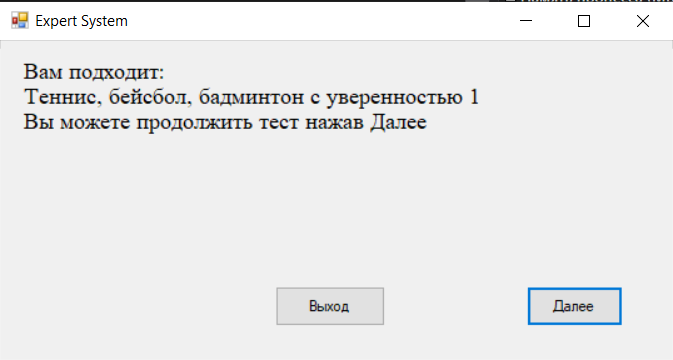 Expert System
Вам подходит:
Теннис, бейсбол, бадминтон с уверенностью 1
Вы можете продолжить тест нажав Далее
Выход
Далее